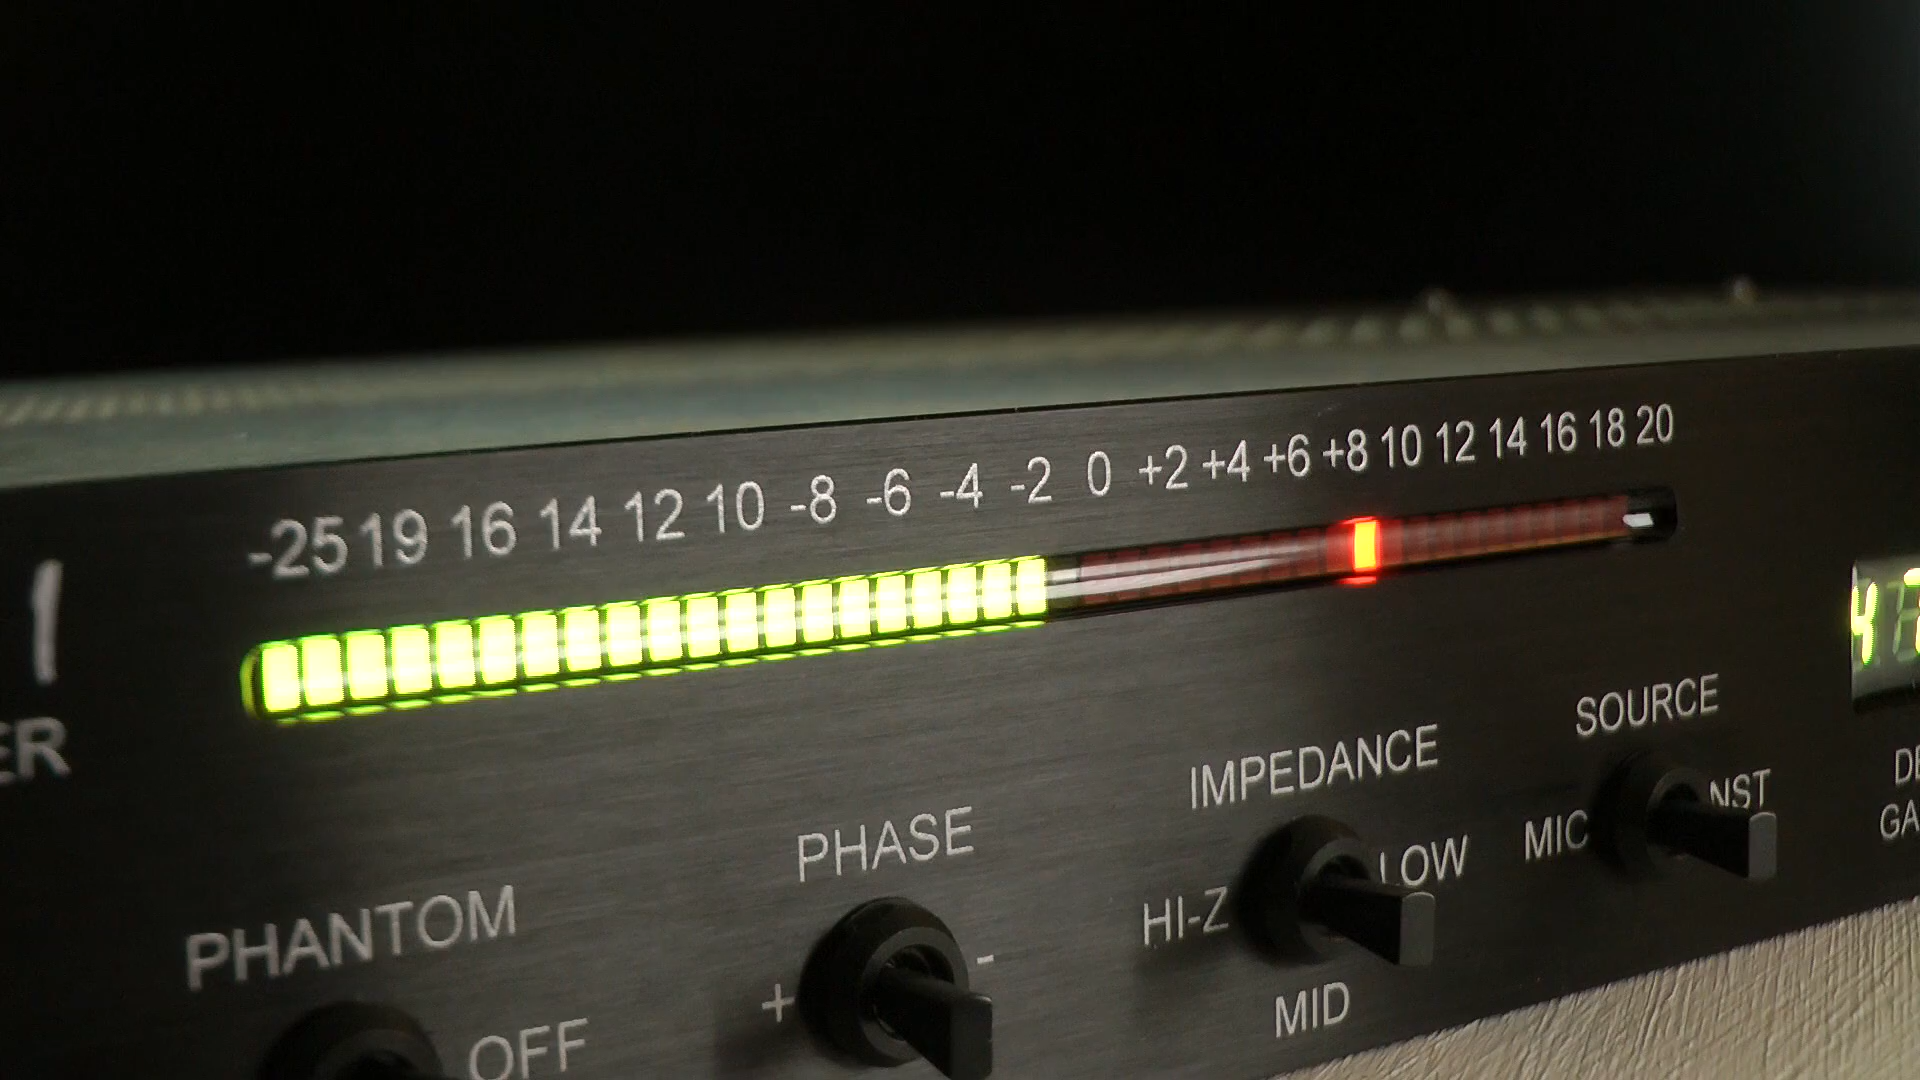 -25 19 16 14 12 10 -8 -6 -4 -2 0 +2 +4 +6 +8 10 12 14 16 18 20
SOURCE
MIC
IMPEDANCE
HI-Z LOW
MID
PHASE
+ -
PHANTOM
OFF